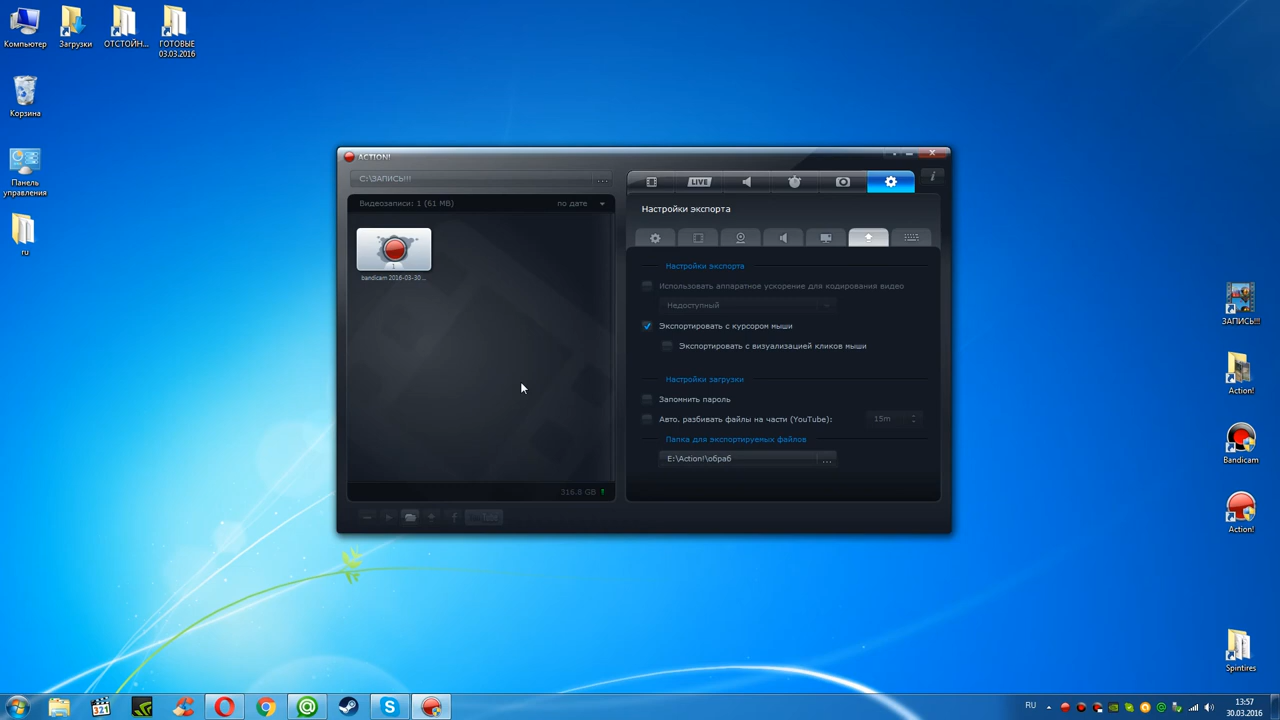 Компьютер
Загрузки
ОТСТОЙН...
ГОТОВЫЕ
03.03.2016
Корзина
Панель
управления
ru
ACTION!
C:\ЗАПИСЬ!!!
...
LIVE
i
Видеозаписи: 1 (61 MB)
по дате
bandicam 2016-03-30...
316.8 GB
Настройки экспорта
Настройки экспорта
Использовать аппаратное ускорение для кодирования видео
Недоступный
Экспортировать с курсором мыши
Экспортировать с визуализацией кликов мыши
Настройки загрузки
Запомнить пароль
Авто. разбивать файлы на части (YouTube):
15m
Папка для экспортируемых файлов
E:\Action!\обраб
...
ЗАПИСЬ!!!
Action!
Bandicam
Action!
Spintires
321
RU
13:57
30.03.2016